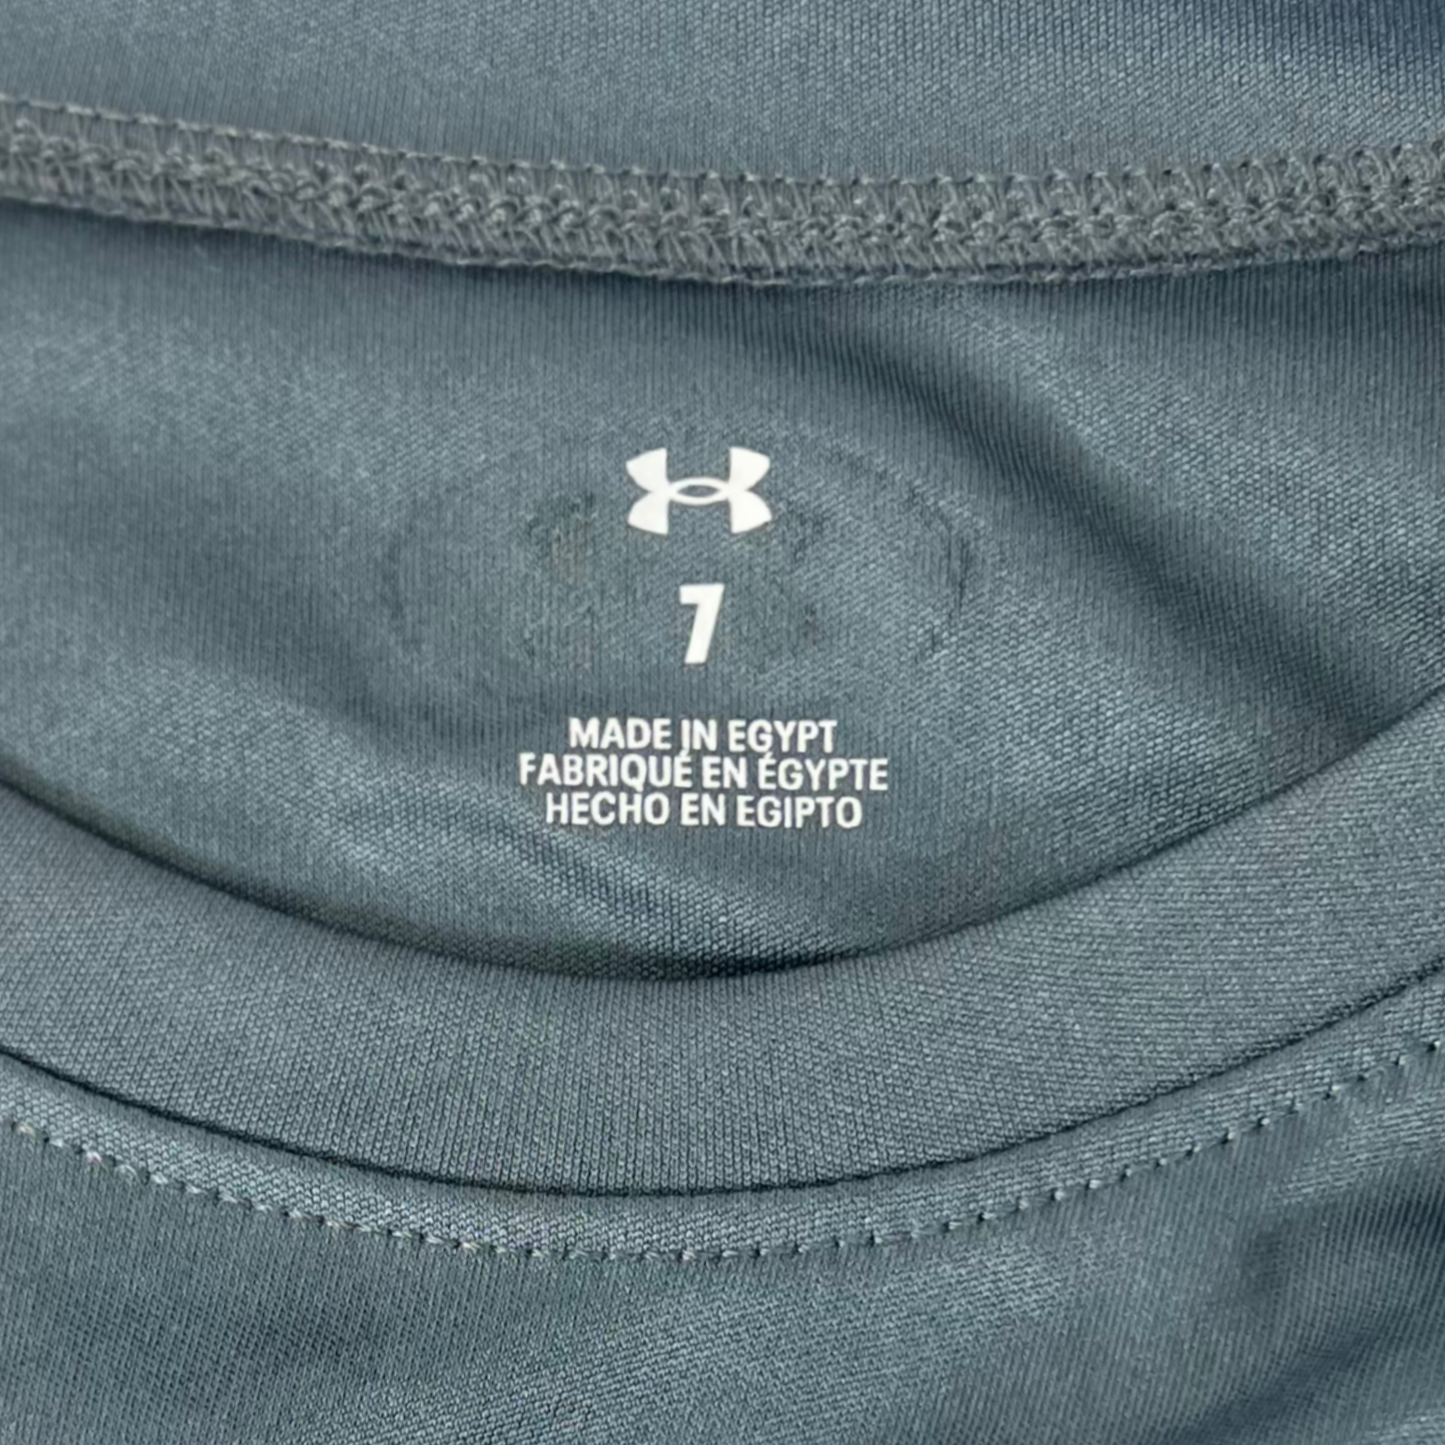 7
MADE IN EGYPT
FABRIQUÉ EN ÉGYPTE
HECHO EN EGIPTO